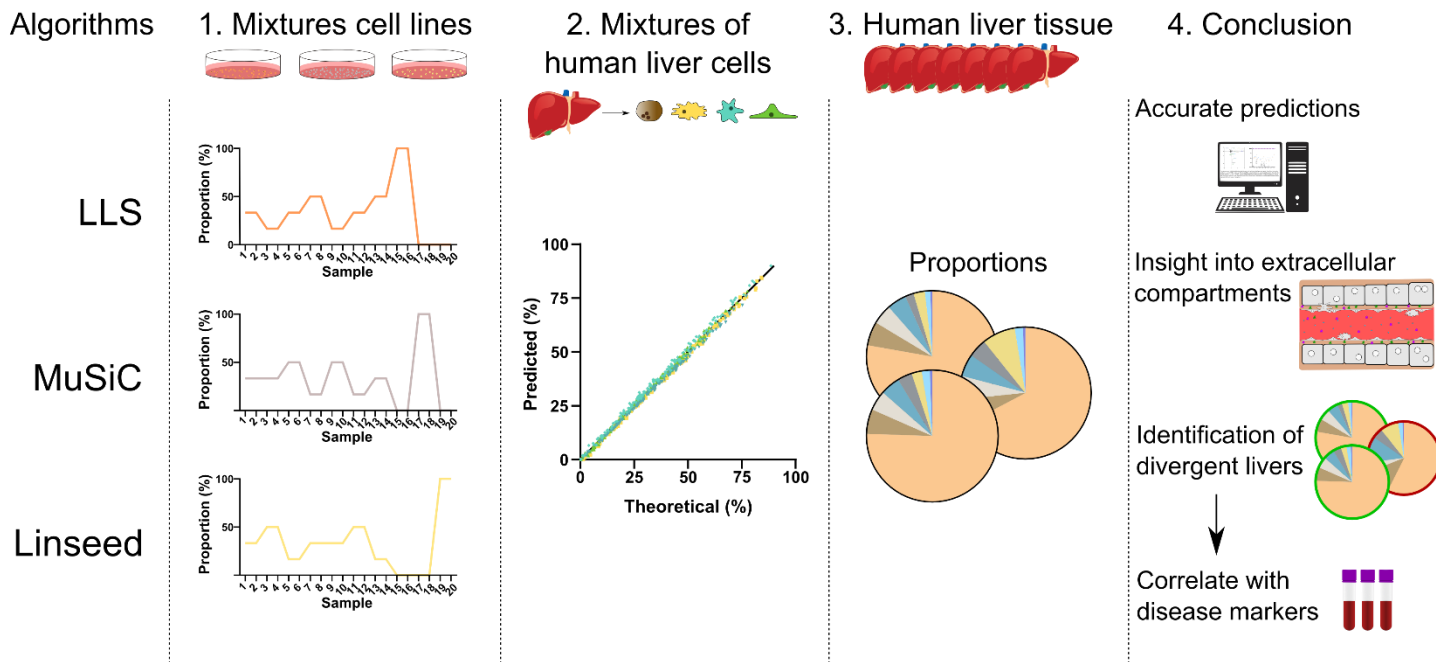 Algorithms
LLS
MuSiC
Linseed
1. Mixtures cell lines
Proportion (%)
100
50
0
1 2 3 4 5 6 7 8 9 10 11 12 13 14 15 16 17 18 19 20
Sample
Proportion (%)
100
50
1 2 3 4 5 6 7 8 9 10 11 12 13 14 15 16 17 18 19 20
Sample
Proportion (%)
100
50
1 2 3 4 5 6 7 8 9 10 11 12 13 14 15 16 17 18 19 20
Sample
2. Mixtures of
human liver cells
Predicted (%)
100
75
50
25
0
0 25 50 75 100
Theoretical (%)
3. Human liver tissue
Proportions
4. Conclusion
Accurate predictions
Insight into extracellular
compartments
Identification of
divergent livers
Correlate with
disease markers